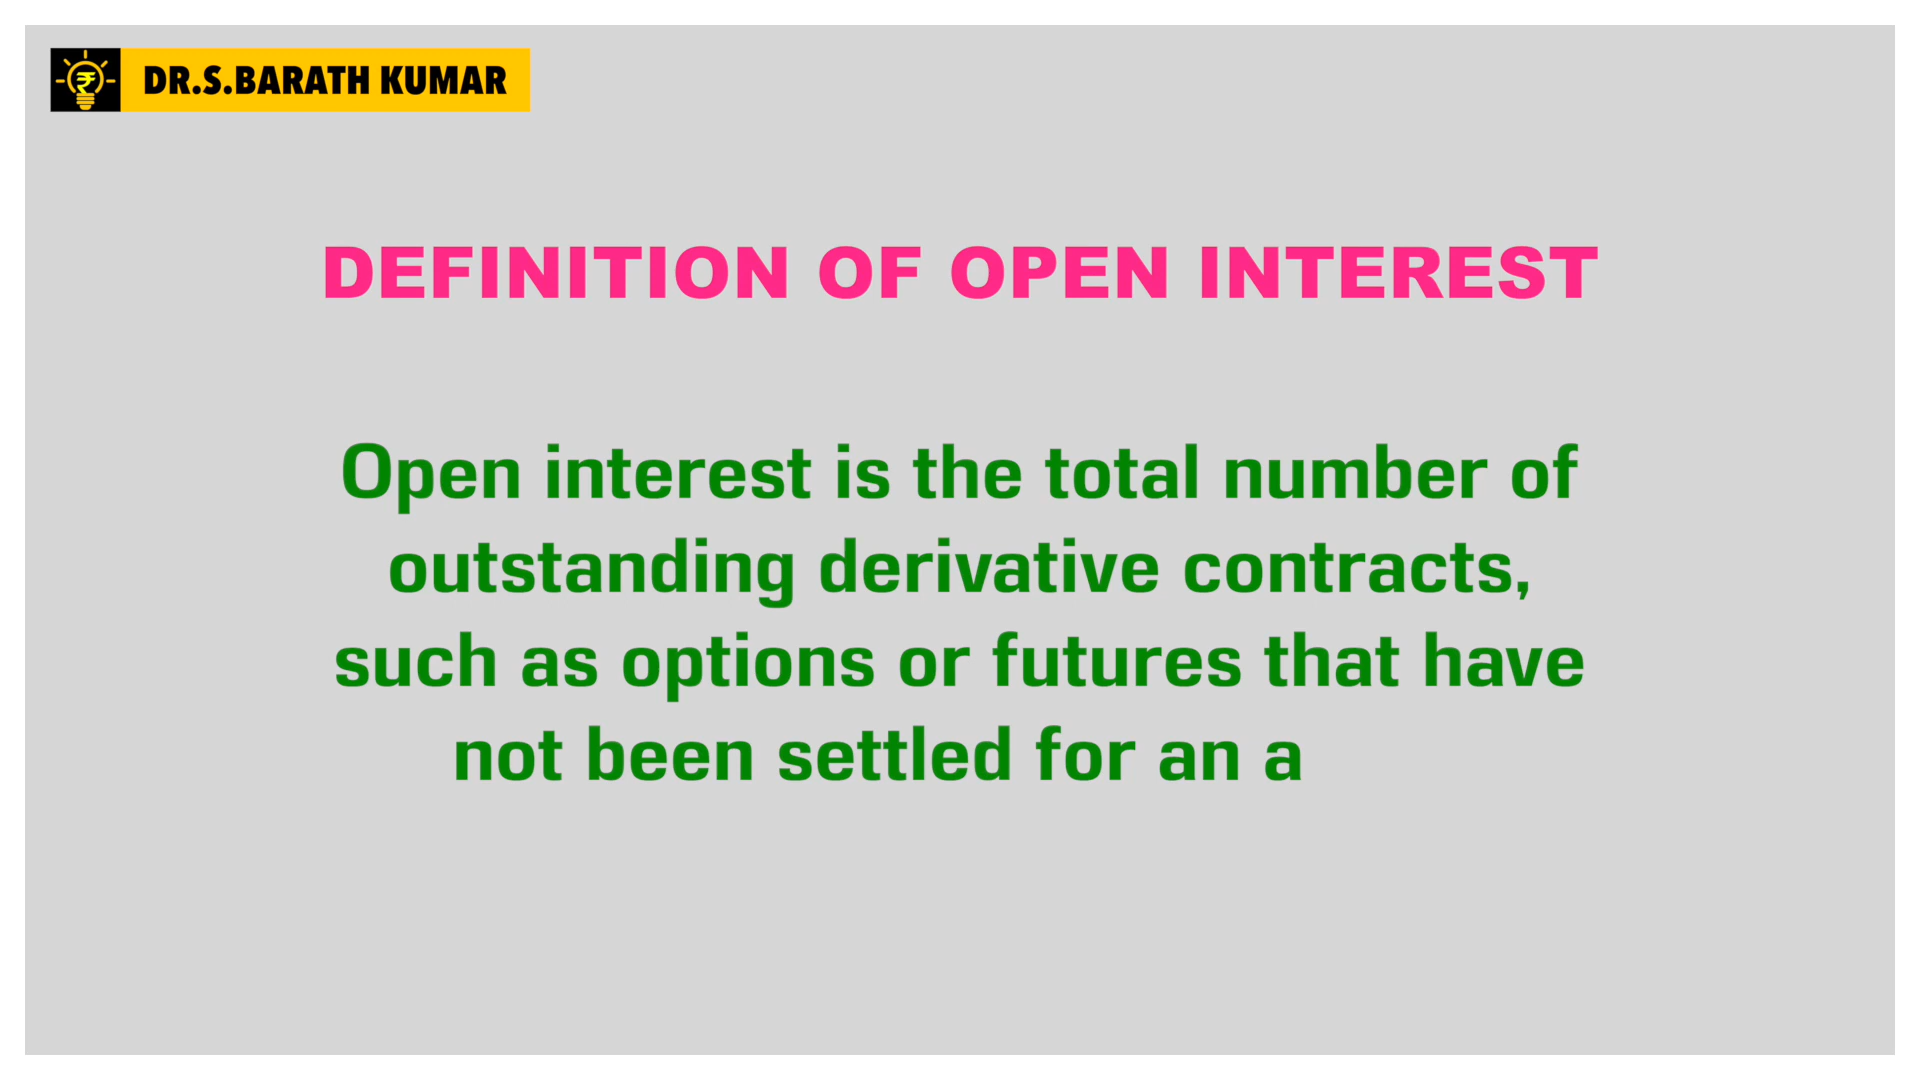 DR.S.BARATH KUMAR
DEFINITION OF OPEN INTEREST
Open interest is the total number of
outstanding derivative contracts,
such as options or futures that have
not been settled for an a